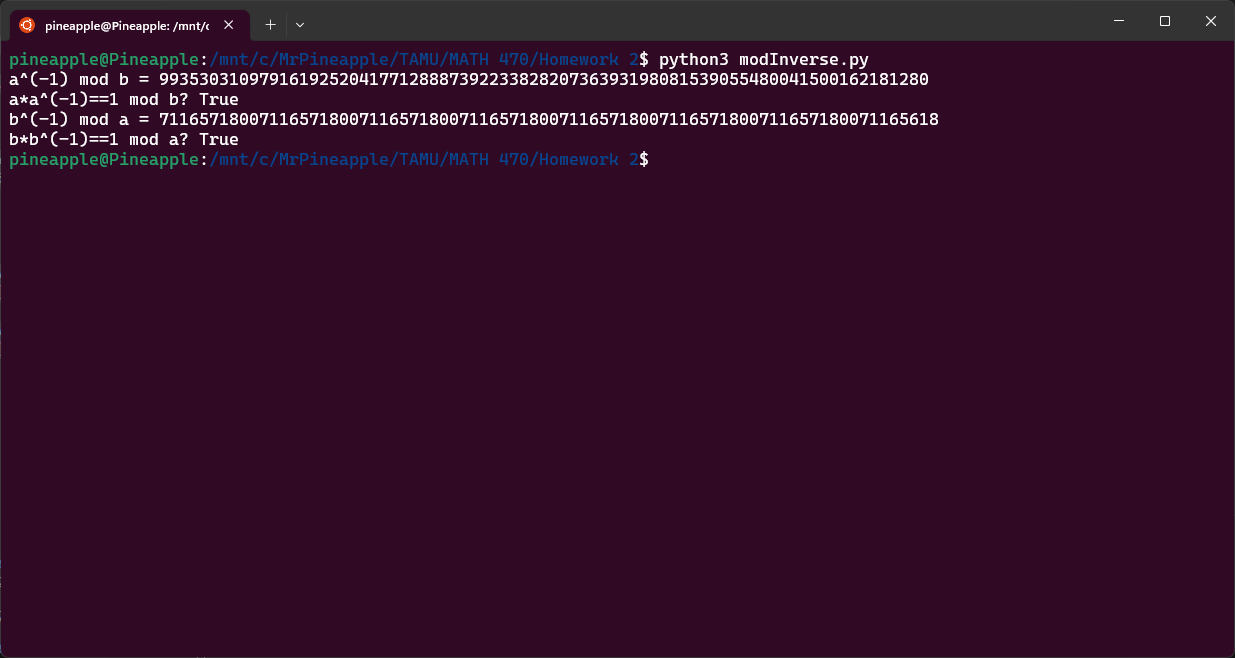 pineapple@Pineapple: /mnt/c
pineapple@Pineapple:/mnt/c/MrPineapple/TAMU/MATH 470/Homework 2$ python3 modInverse.py
a^(-1) mod b = 99353031097916192520417712888739223382820736393198081539055480041500162181280
a*a^(-1)==1 mod b? True
b^(-1) mod a = 711657180071165718007116571800711657180071165718007116571800711657180071165618
b*b^(-1)==1 mod a? True
pineapple@Pineapple:/mnt/c/MrPineapple/TAMU/MATH 470/Homework 2$